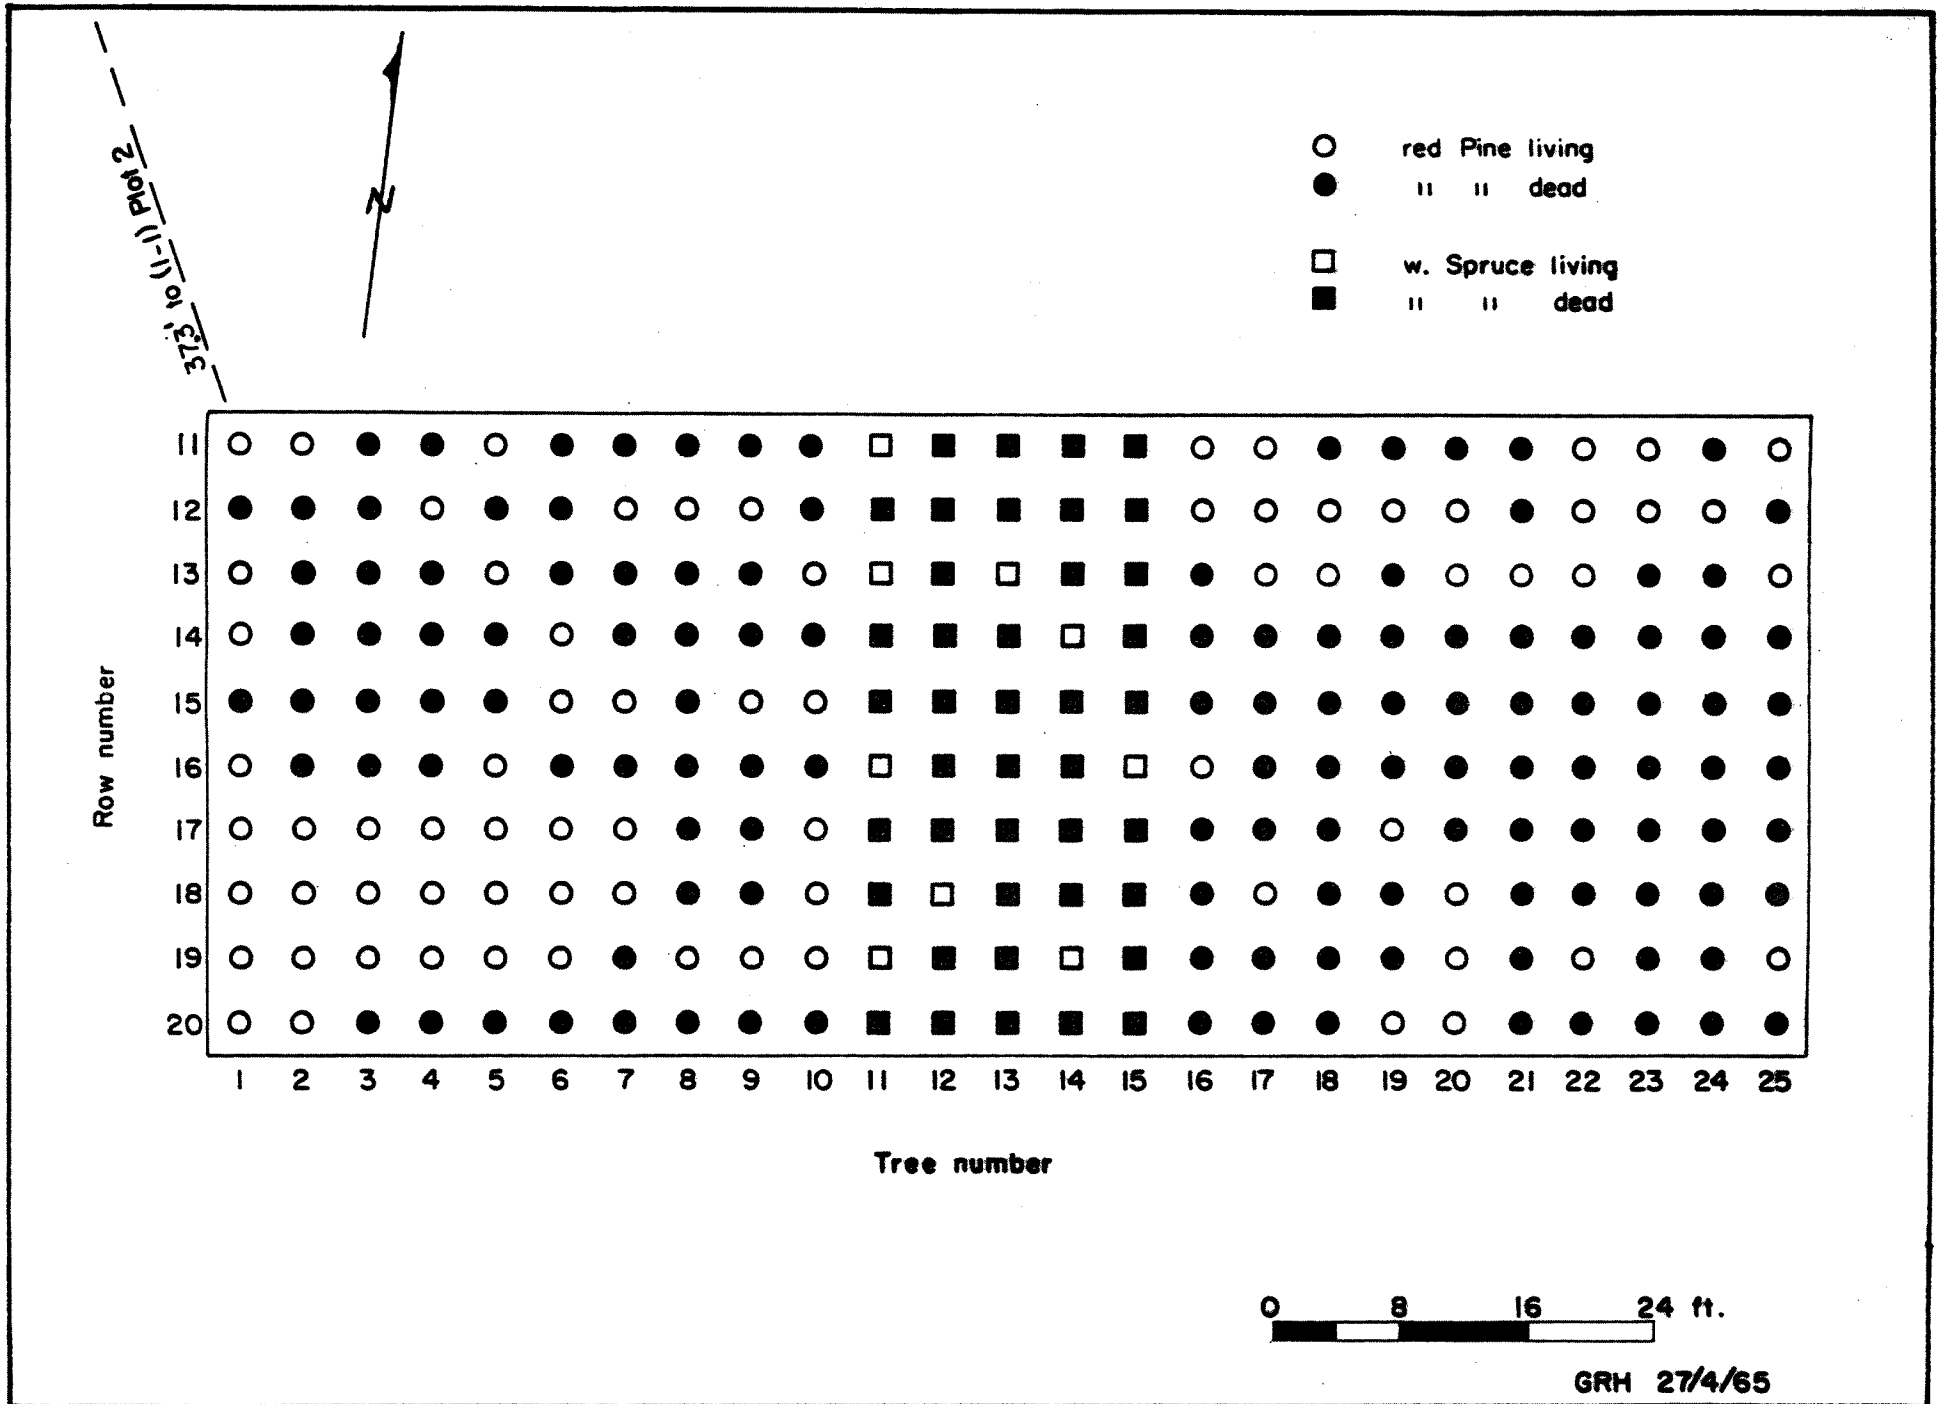 37.3' to (1-1) Plot 2
N
red Pine living
" " dead
w. Spruce living
" " dead
Row number
11
12
13
14
15
16
17
18
19
20
1 2 3 4 5 6 7 8 9 10 11 12 13 14 15 16 17 18 19 20 21 22 23 24 25
Tree number
0 8 16 24 ft.
GRH 27/4/65